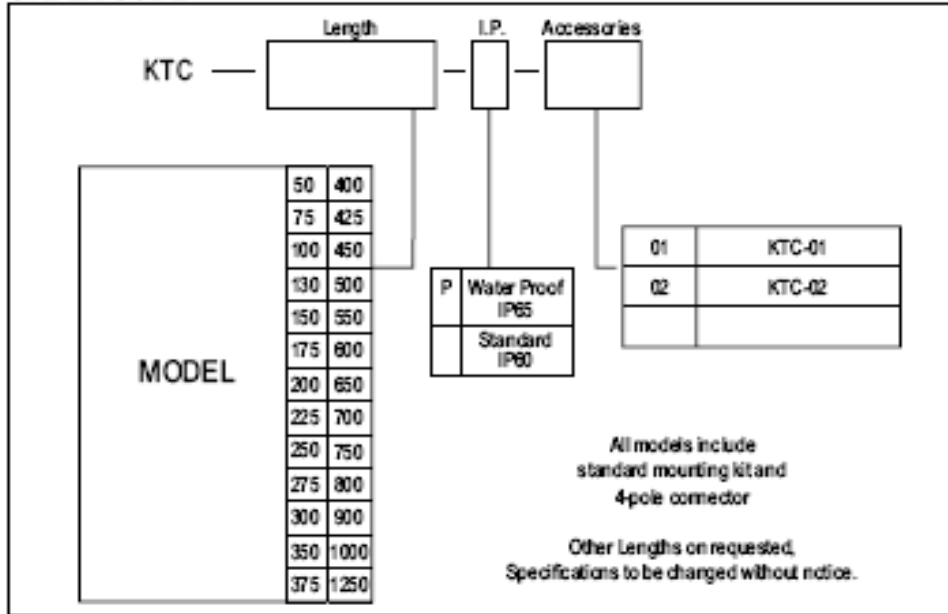 Length I.P. Accessories
KTC
50 400
75 425
100 450
130 500
150 550
175 600
200 650
225 700
250 750
275 800
300 900
350 1000
375 1250
MODEL
P Water Proof
IP65
Standard
IP60
01 KTC-01
02 KTC-02
All models include
standard mounting kit and
4-pole connector
Other Lengths on requested,
Specifications to be changed without notice.